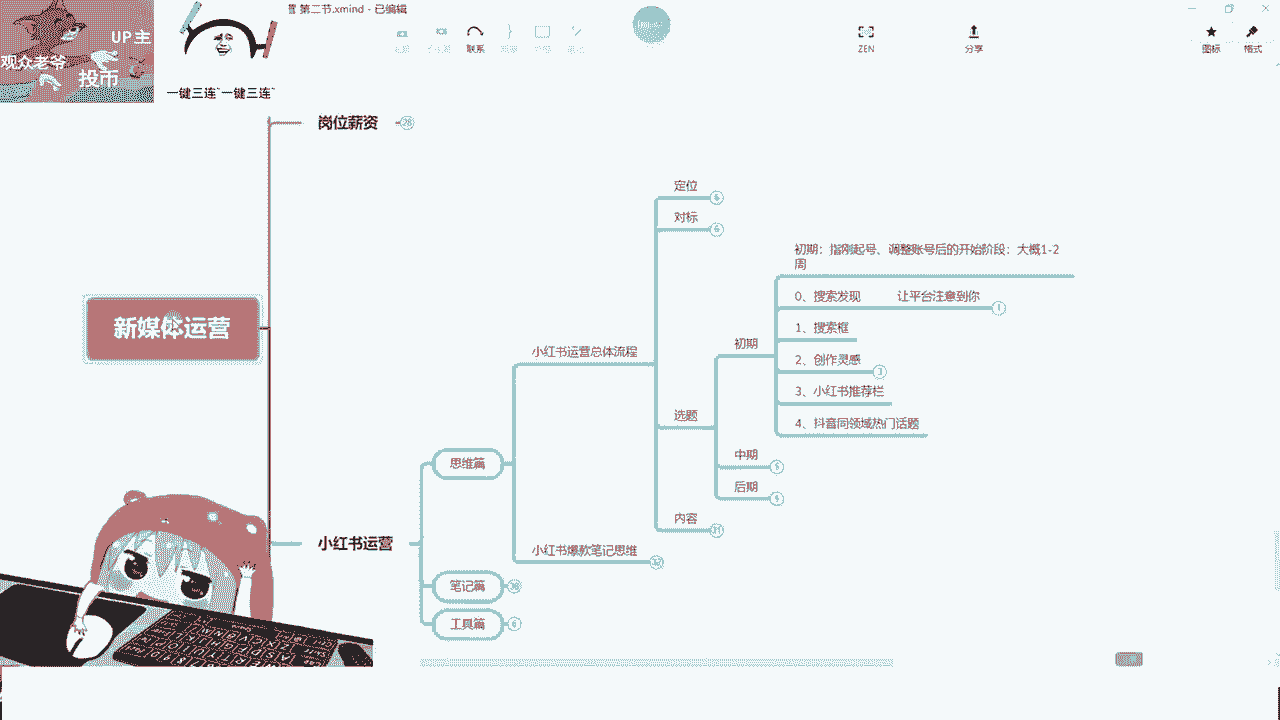 第二节.xmind - 已编辑
UP主
观众老爷
投币
一键三连 一键三连
联系
ZEN
分享
图标
格式
岗位薪资
28
定位
对标
初期：指刚起号、调整账号后的开始阶段：大概1-2
周
0、搜索发现 让平台注意到你
1
1、搜索框
初期
2、创作灵感
3
3、小红书推荐栏
4、抖音同领域热门话题
新媒体运营
小红书运营总体流程
选题
中期
5
后期
思维篇
内容
小红书运营
小红书爆款笔记思维
笔记篇
工具篇
6